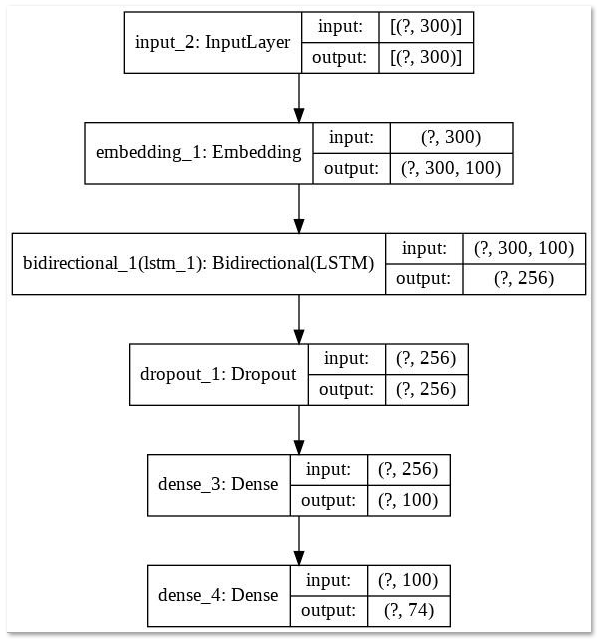 input_2: InputLayer
input: [(?, 300)]
output: [(?, 300)]
embedding_1: Embedding
input: (?, 300)
output: (?, 300, 100)
bidirectional_1(lstm_1): Bidirectional(LSTM)
input: (?, 300, 100)
output: (?, 256)
dropout_1: Dropout
input: (?, 256)
output: (?, 256)
dense_3: Dense
input: (?, 256)
output: (?, 100)
dense_4: Dense
input: (?, 100)
output: (?, 74)